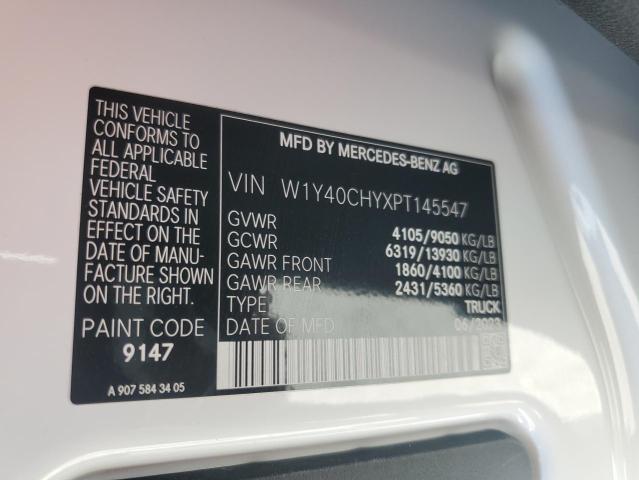 THIS VEHICLE
CONFORMS TO
ALL APPLICABLE
FEDERAL
VEHICLE SAFETY
STANDARDS IN
EFFECT ON THE
DATE OF MANU-
FACTURE SHOWN
ON THE RIGHT.
PAINT CODE
9147
A 907 584 34 05
MFD BY MERCEDES-BENZ AG
VIN W1Y40CHYXPT145547
GVWR 4105/9050 KG/LB
GCWR 6319/13930 KG/LB
GAWR FRONT 1860/4100 KG/LB
GAWR REAR 2431/5360 KG/LB
TYPE TRUCK
DATE OF MFD 06/2023